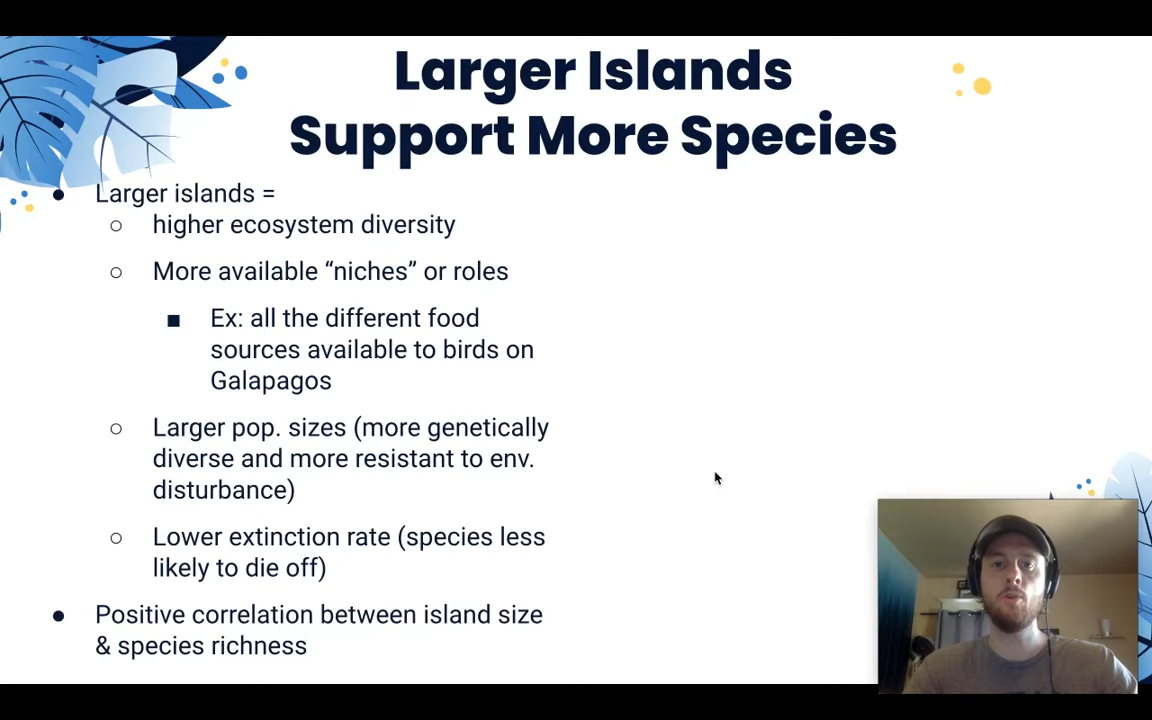 Larger Islands
Support More Species
● Larger islands =
○ higher ecosystem diversity
○ More available “niches” or roles
■ Ex: all the different food
sources available to birds on
Galapagos
○ Larger pop. sizes (more genetically
diverse and more resistant to env.
disturbance)
○ Lower extinction rate (species less
likely to die off)
● Positive correlation between island size
& species richness